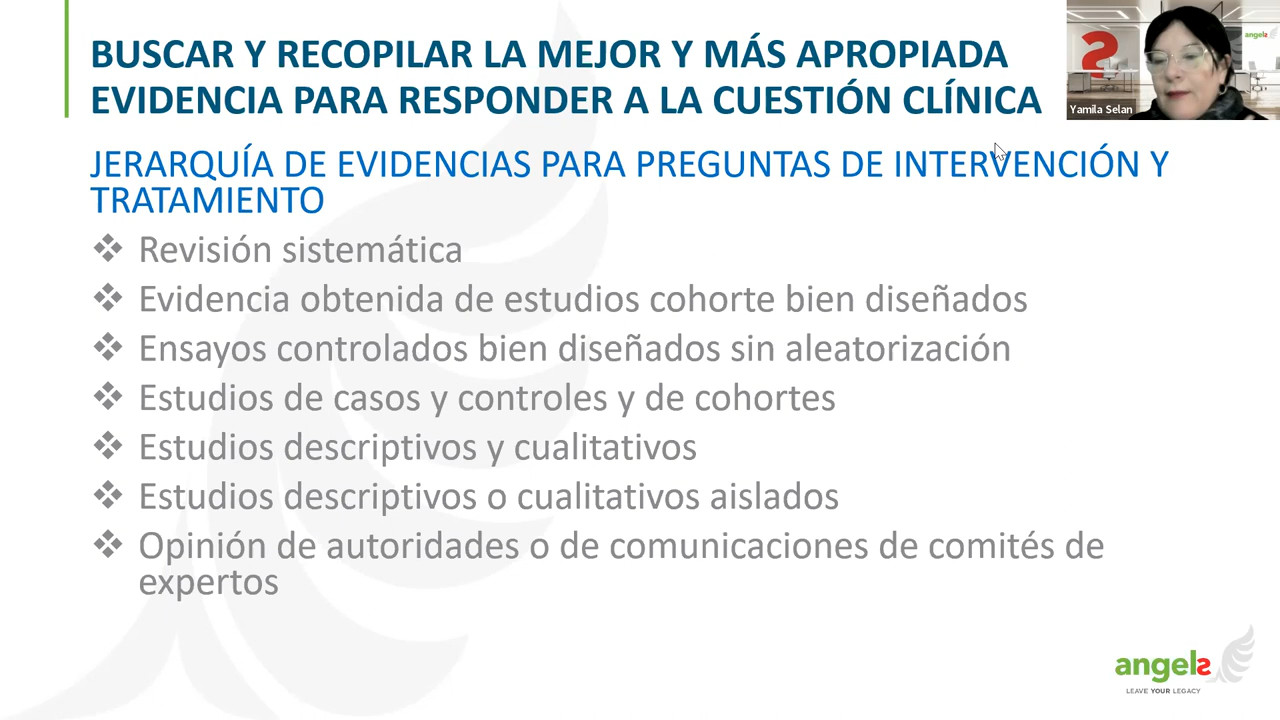 BUSCAR Y RECOPILAR LA MEJOR Y MÁS APROPIADA
EVIDENCIA PARA RESPONDER A LA CUESTIÓN CLÍNICA
angels
Yamila Selan
JERARQUÍA DE EVIDENCIAS PARA PREGUNTAS DE INTERVENCIÓN Y
TRATAMIENTO
❖ Revisión sistemática
❖ Evidencia obtenida de estudios cohorte bien diseñados
❖ Ensayos controlados bien diseñados sin aleatorización
❖ Estudios de casos y controles y de cohortes
❖ Estudios descriptivos y cualitativos
❖ Estudios descriptivos o cualitativos aislados
❖ Opinión de autoridades o de comunicaciones de comités de
expertos
angels
LEAVE YOUR LEGACY